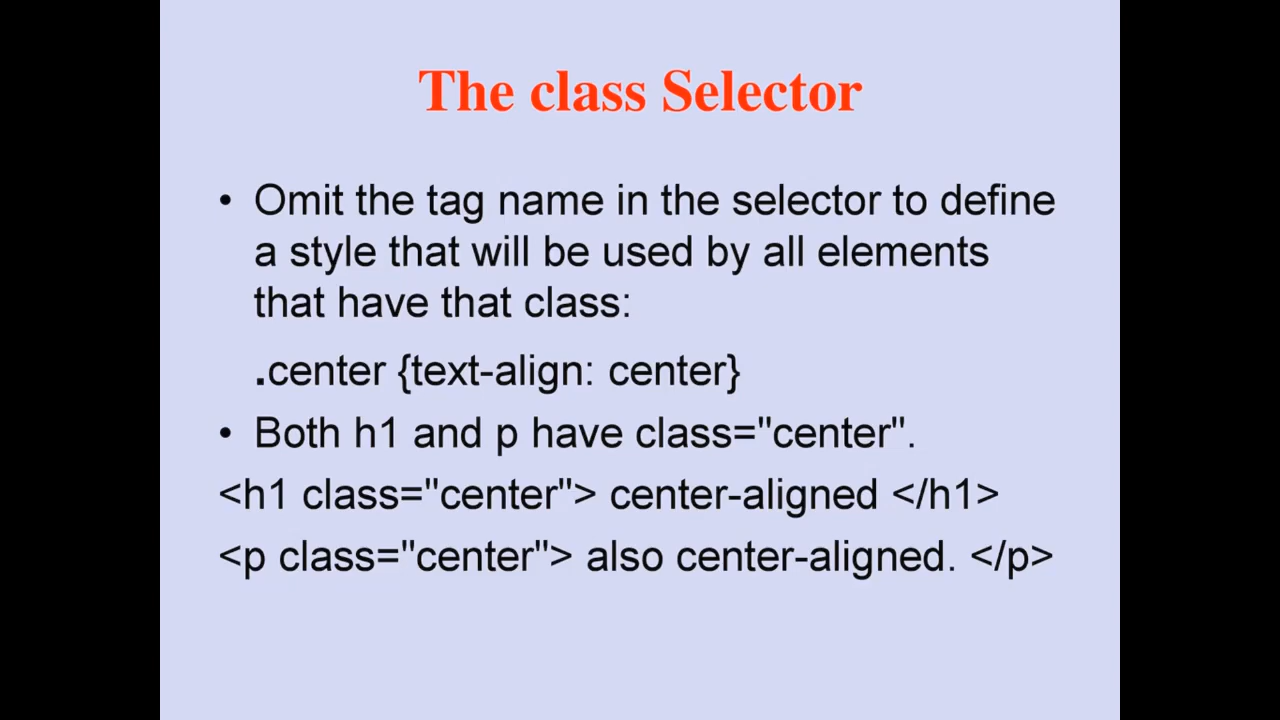 The class Selector
• Omit the tag name in the selector to define
a style that will be used by all elements
that have that class:
.center {text-align: center}
• Both h1 and p have class="center".
<h1 class="center"> center-aligned </h1>
<p class="center"> also center-aligned. </p>